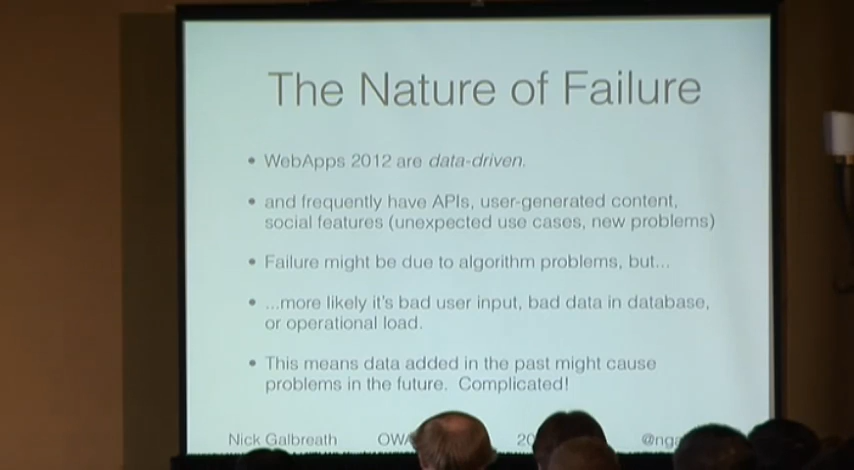 The Nature of Failure
• WebApps 2012 are data-driven.
• and frequently have APIs, user-generated content,
social features (unexpected use cases, new problems)
• Failure might be due to algorithm problems, but...
• ...more likely it's bad user input, bad data in database,
or operational load.
• This means data added in the past might cause
problems in the future. Complicated!
Nick Galbreath